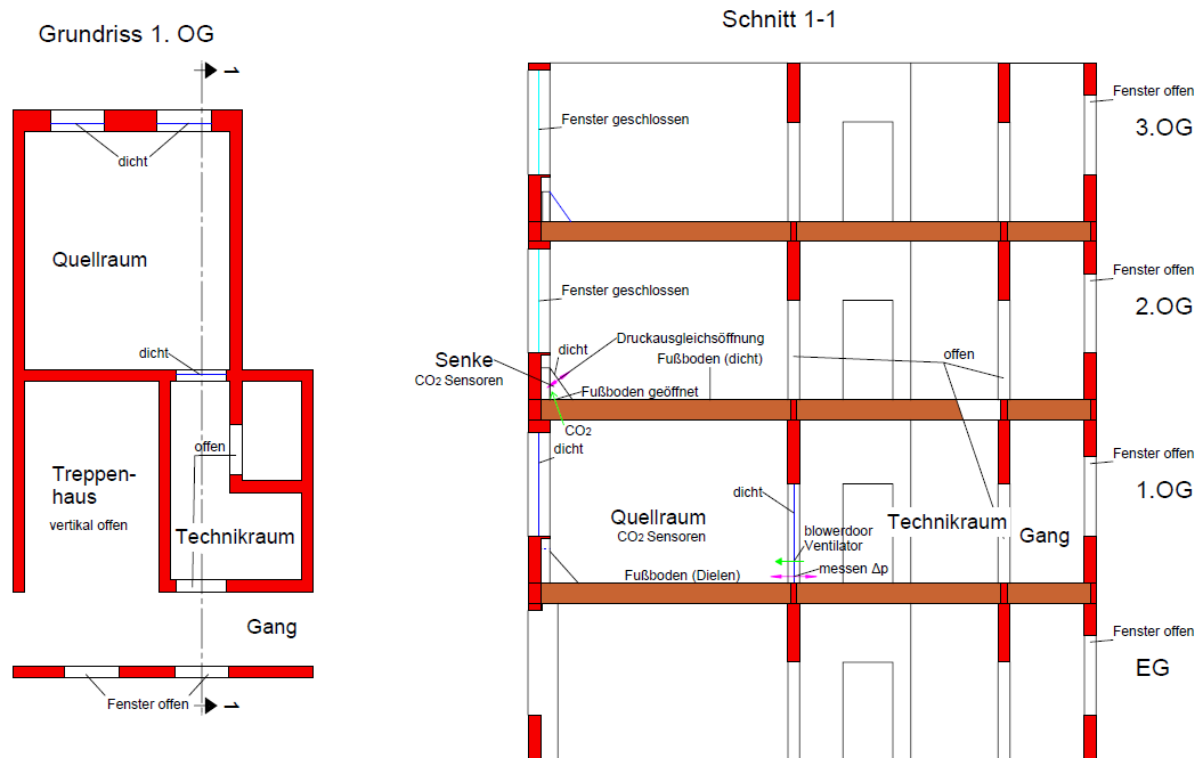 Grundriss 1. OG
1
dicht
Quellraum
dicht
offen
Treppen-
haus
vertikal offen
Technikraum
Gang
Fenster offen
1
Schnitt 1-1
Fenster geschlossen
Fenster offen
3.OG
Fenster geschlossen
Fenster offen
2.OG
Druckausgleichsöffnung
dicht
Senke
CO2 Sensoren
Fußboden (dicht)
offen
Fußboden geöffnet
CO2
dicht
Fenster offen
1.OG
dicht
Quellraum
CO2 Sensoren
Technikraum
Gang
blowerdoor
Ventilator
messen Δp
Fußboden (Dielen)
Fenster offen
EG